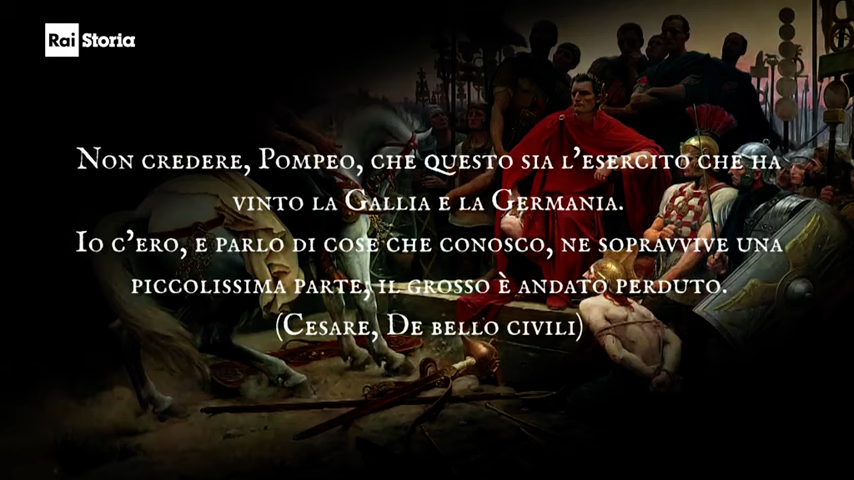 Rai Storia
Non credere, Pompeo, che questo sia l'esercito che ha
vinto la Gallia e la Germania.
Io c'ero, e parlo di cose che conosco, ne sopravvive una
piccolissima parte, il grosso è andato perduto.
(Cesare, De bello civili)